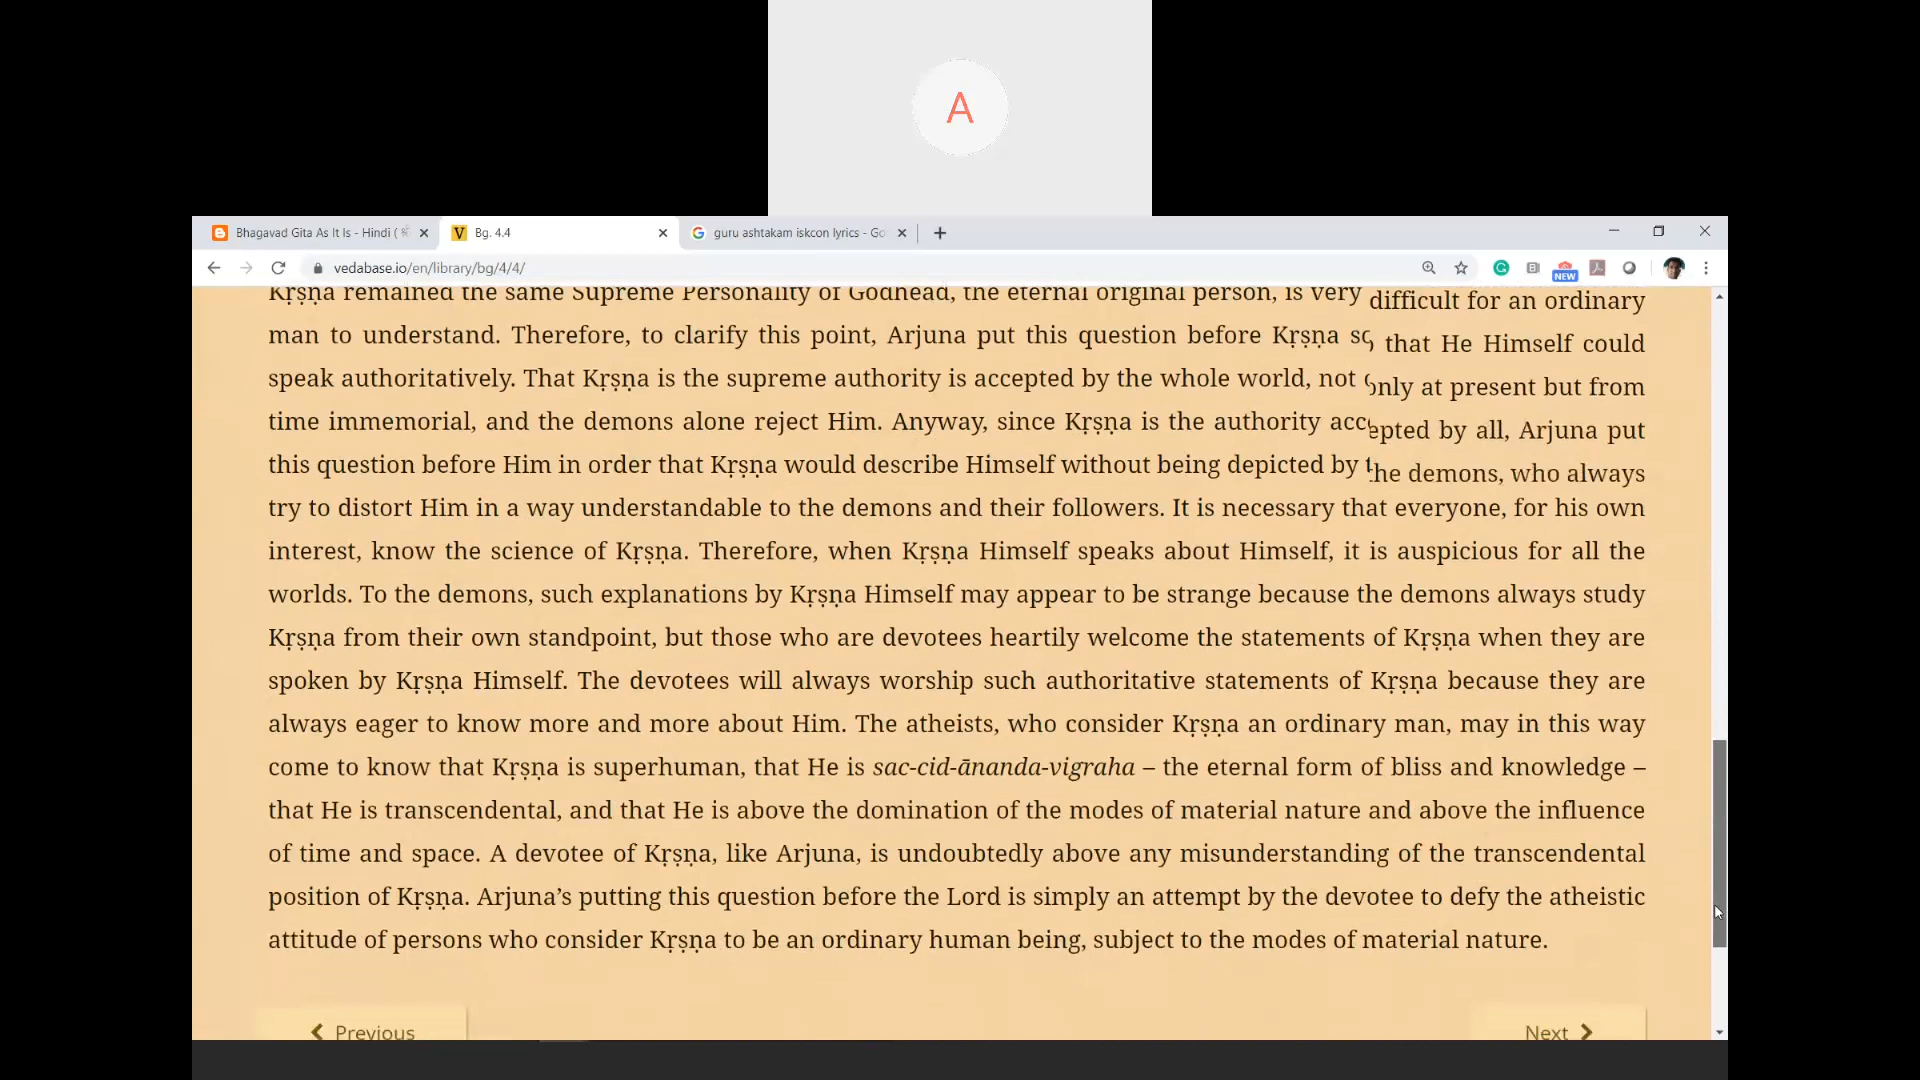 A
Bhagavad Gita As It Is - Hindi (
Bg. 4.4
guru ashtakam iskcon lyrics - Go
vedabase.io/en/library/bg/4/4/
NEW
Kṛṣṇa remained the same Supreme Personality of Godhead, the eternal original person, is very difficult for an ordinary
man to understand. Therefore, to clarify this point, Arjuna put this question before Kṛṣṇa so that He Himself could
speak authoritatively. That Kṛṣṇa is the supreme authority is accepted by the whole world, not only at present but from
time immemorial, and the demons alone reject Him. Anyway, since Kṛṣṇa is the authority accepted by all, Arjuna put
this question before Him in order that Kṛṣṇa would describe Himself without being depicted by the demons, who always
try to distort Him in a way understandable to the demons and their followers. It is necessary that everyone, for his own
interest, know the science of Kṛṣṇa. Therefore, when Kṛṣṇa Himself speaks about Himself, it is auspicious for all the
worlds. To the demons, such explanations by Kṛṣṇa Himself may appear to be strange because the demons always study
Kṛṣṇa from their own standpoint, but those who are devotees heartily welcome the statements of Kṛṣṇa when they are
spoken by Kṛṣṇa Himself. The devotees will always worship such authoritative statements of Kṛṣṇa because they are
always eager to know more and more about Him. The atheists, who consider Kṛṣṇa an ordinary man, may in this way
come to know that Kṛṣṇa is superhuman, that He is sac-cid-ānanda-vigraha – the eternal form of bliss and knowledge –
that He is transcendental, and that He is above the domination of the modes of material nature and above the influence
of time and space. A devotee of Kṛṣṇa, like Arjuna, is undoubtedly above any misunderstanding of the transcendental
position of Kṛṣṇa. Arjuna’s putting this question before the Lord is simply an attempt by the devotee to defy the atheistic
attitude of persons who consider Kṛṣṇa to be an ordinary human being, subject to the modes of material nature.
Previous
Next